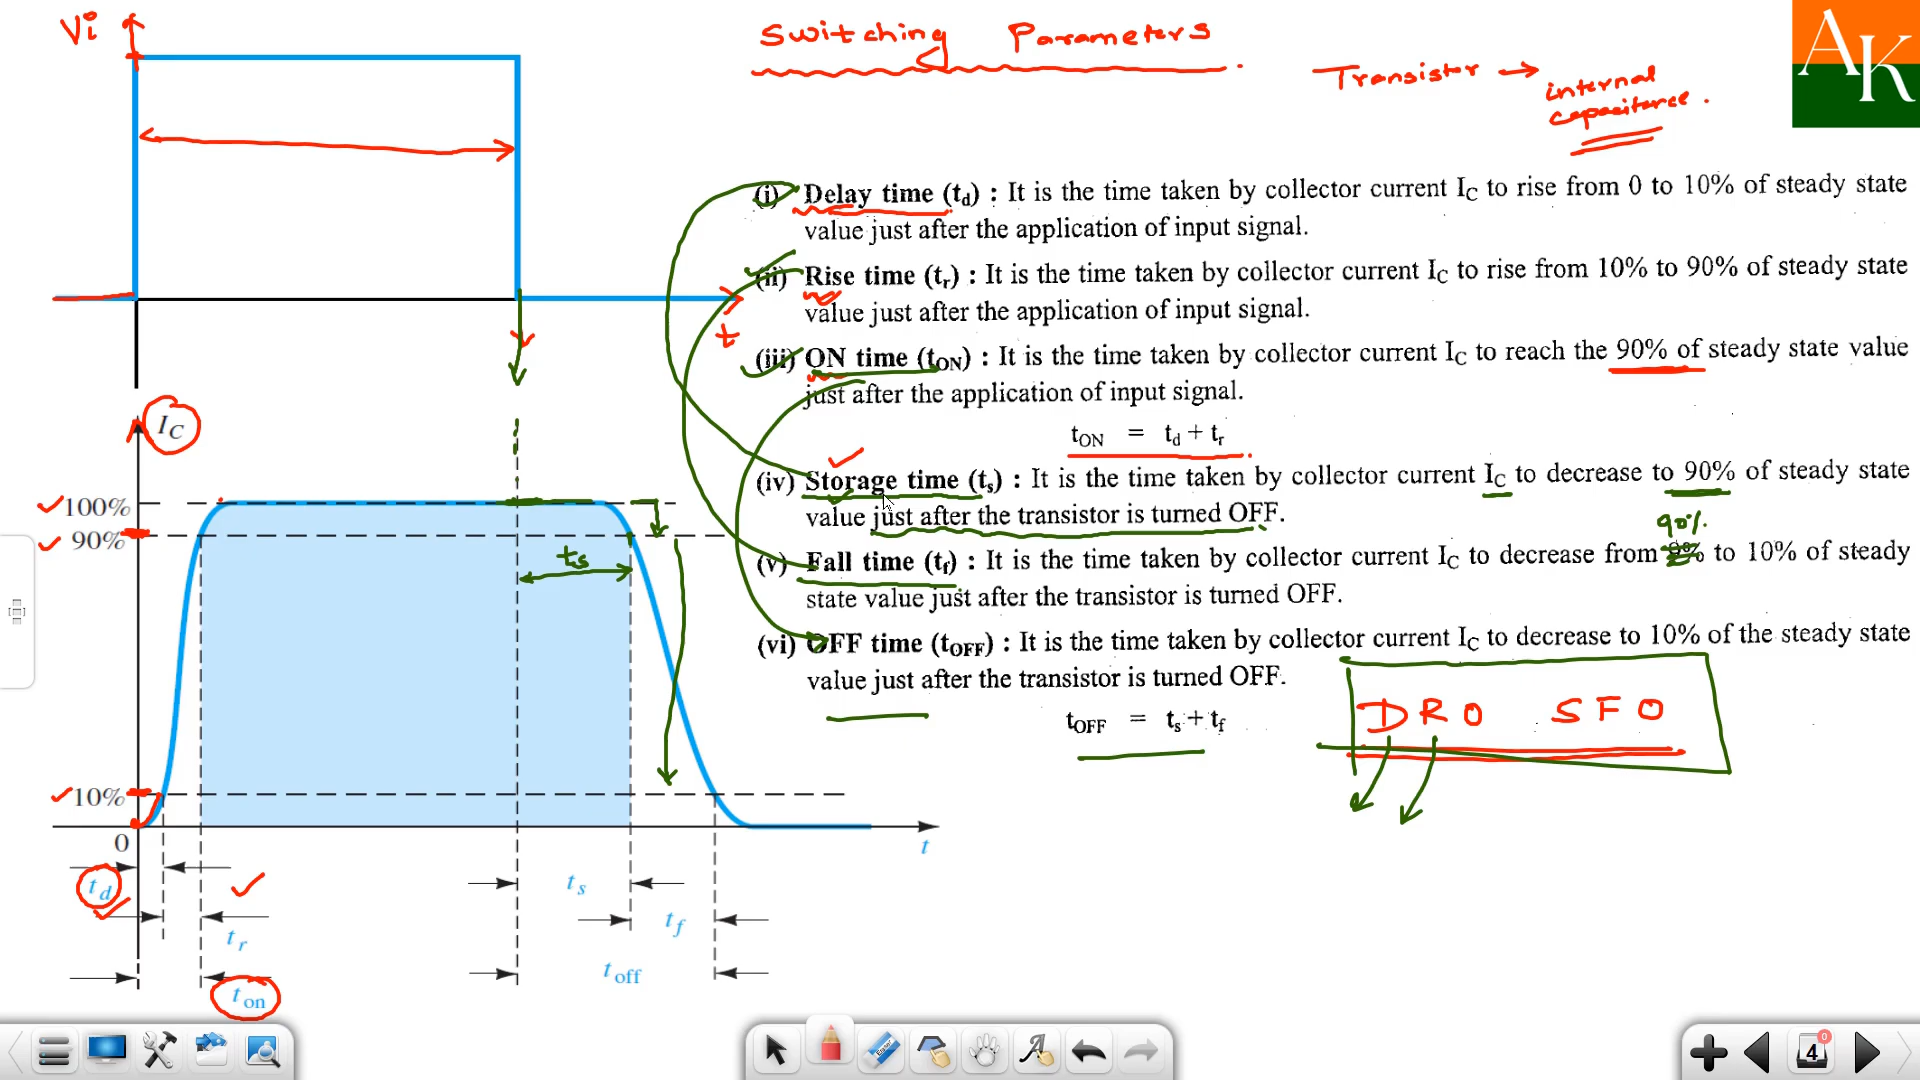 Vi
Switching Parameters
Transistor → internal
capacitance.
AK
(i) Delay time (td) : It is the time taken by collector current IC to rise from 0 to 10% of steady state
value just after the application of input signal.
(ii) Rise time (tr) : It is the time taken by collector current IC to rise from 10% to 90% of steady state
value just after the application of input signal.
t
(iii) ON time (tON) : It is the time taken by collector current IC to reach the 90% of steady state value
just after the application of input signal.
tON = td + tr
(iv) Storage time (ts) : It is the time taken by collector current IC to decrease to 90% of steady state
value just after the transistor is turned OFF.
90%
(v) Fall time (tf) : It is the time taken by collector current IC to decrease from to 10% of steady
state value just after the transistor is turned OFF.
(vi) OFF time (tOFF) : It is the time taken by collector current IC to decrease to 10% of the steady state
value just after the transistor is turned OFF.
tOFF = ts + tf
DRO SFO
IC
100%
90%
ts
10%
0
t
td
ts
tr
tf
ton
toff
Eraser
A
4
0